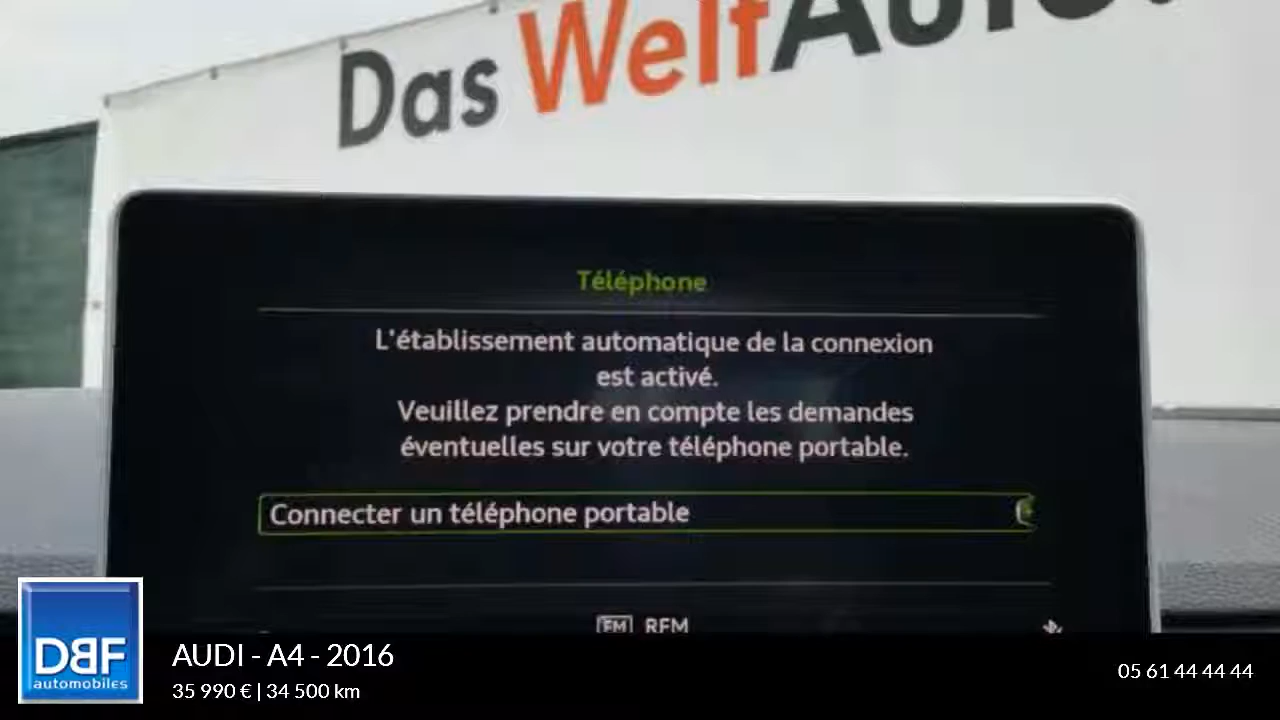 Das WeltAuto.
Téléphone
L'établissement automatique de la connexion
est activé.
Veuillez prendre en compte les demandes
éventuelles sur votre téléphone portable.
Connecter un téléphone portable
FM RFM
DBF
automobiles
AUDI - A4 - 2016
35 990 € | 34 500 km
05 61 44 44 44